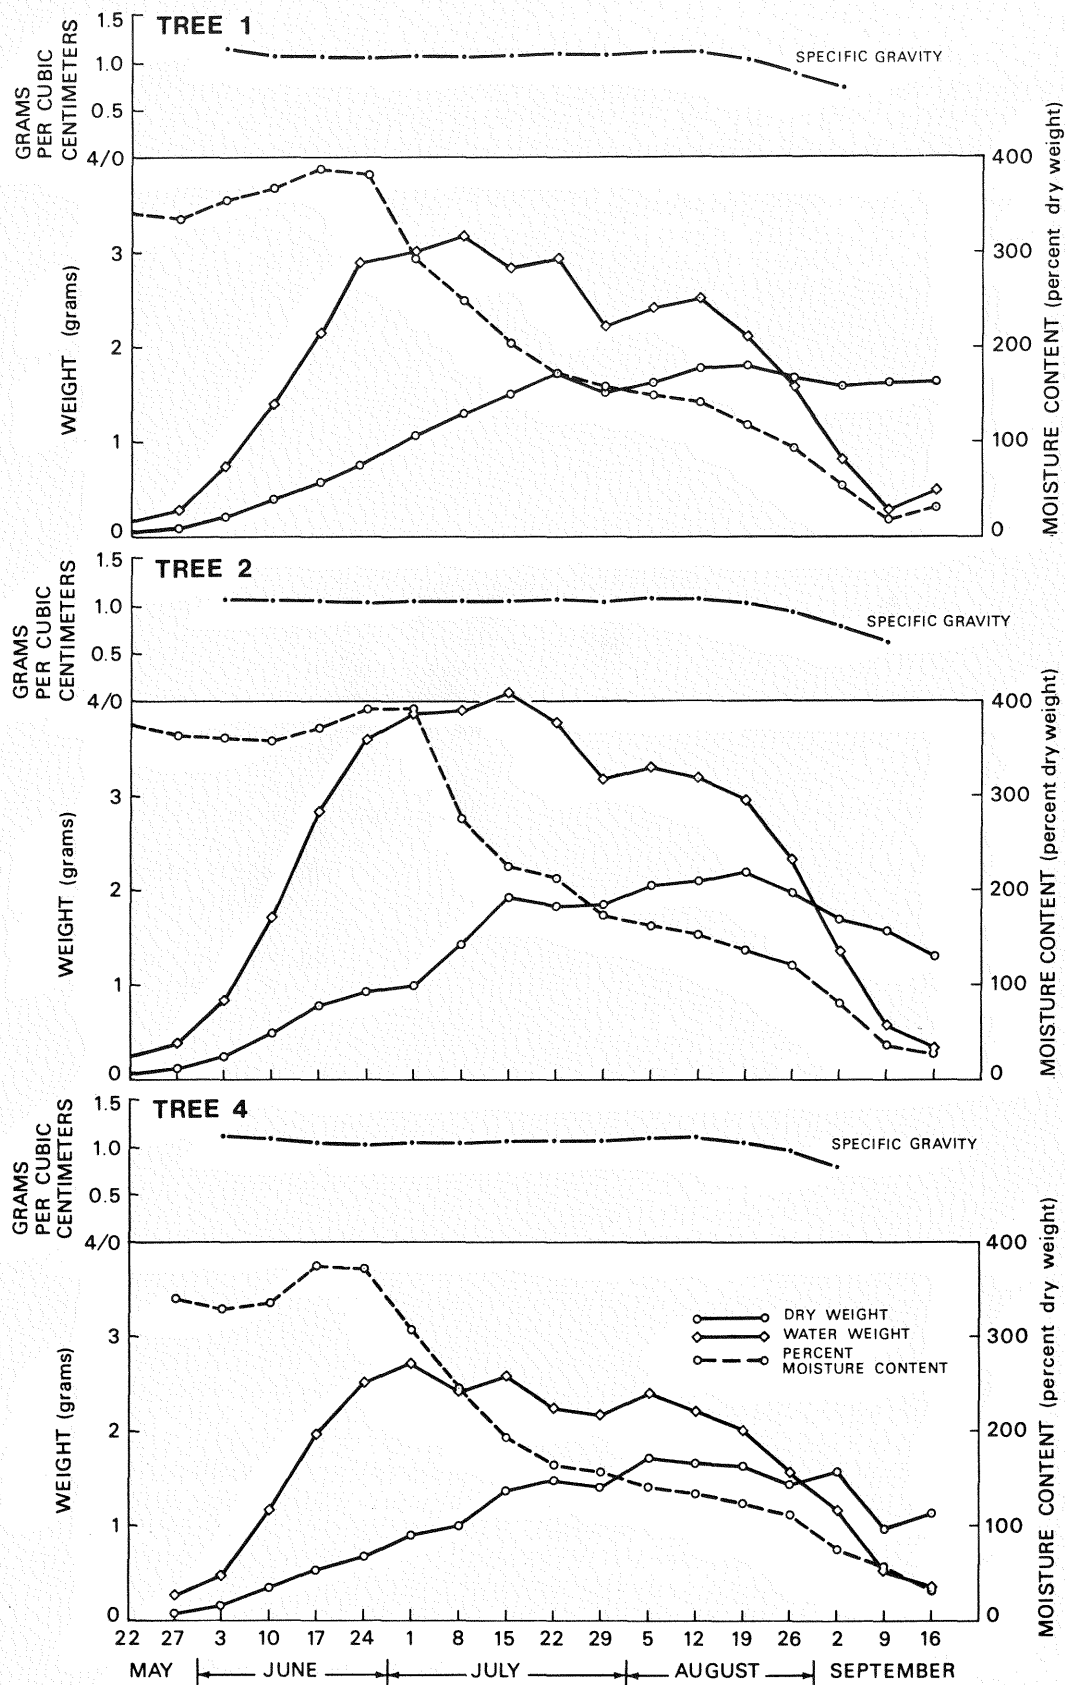 TREE 1
1.5
1.0
0.5
4/0
GRAMS
PER CUBIC
CENTIMETERS
SPECIFIC GRAVITY
3
2
1
0
WEIGHT (grams)
400
300
200
100
0
MOISTURE CONTENT (percent dry weight)
TREE 2
1.5
1.0
0.5
4/0
GRAMS
PER CUBIC
CENTIMETERS
SPECIFIC GRAVITY
3
2
1
0
WEIGHT (grams)
400
300
200
100
0
MOISTURE CONTENT (percent dry weight)
TREE 4
1.5
1.0
0.5
4/0
GRAMS
PER CUBIC
CENTIMETERS
SPECIFIC GRAVITY
3
2
1
0
WEIGHT (grams)
400
300
200
100
0
MOISTURE CONTENT (percent dry weight)
DRY WEIGHT
WATER WEIGHT
PERCENT
MOISTURE CONTENT
22 27 3 10 17 24 1 8 15 22 29 5 12 19 26 2 9 16
MAY JUNE JULY AUGUST SEPTEMBER